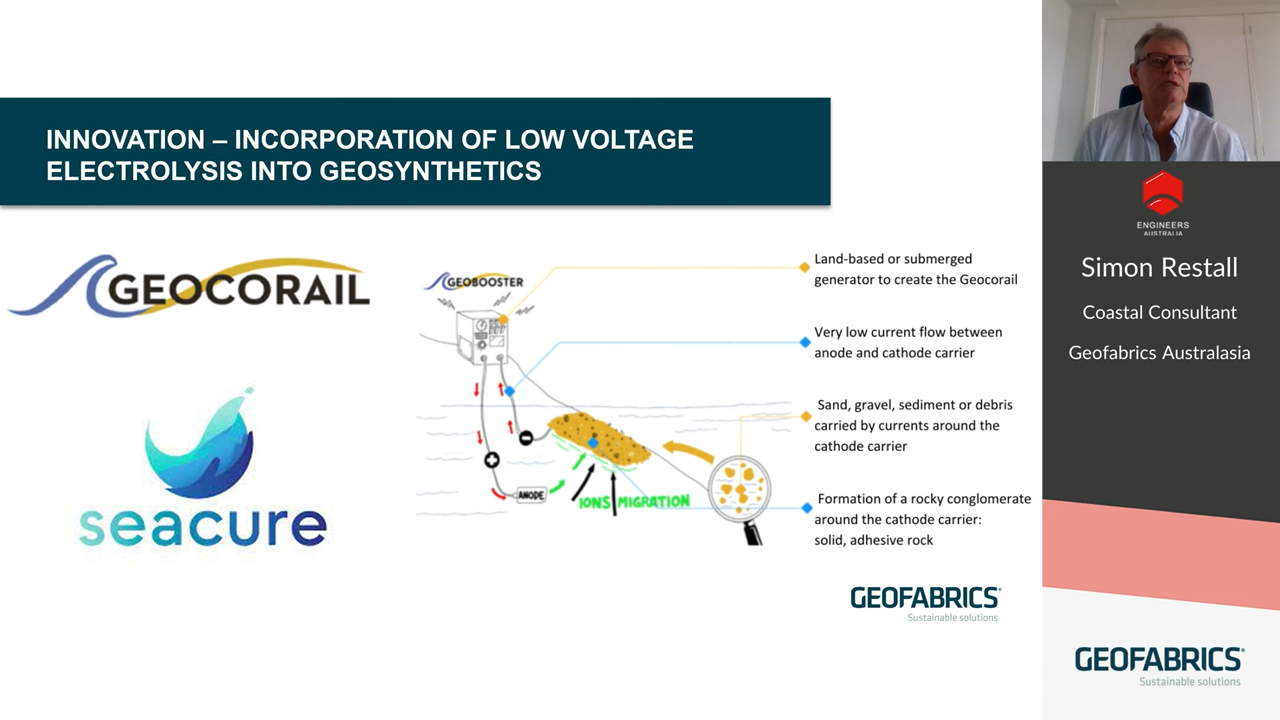 INNOVATION – INCORPORATION OF LOW VOLTAGE
ELECTROLYSIS INTO GEOSYNTHETICS
GEOCORAIL
seacure
GEOBOOSTER
ANODE
IONS MIGRATION
Land-based or submerged
generator to create the Geocorail
Very low current flow between
anode and cathode carrier
Sand, gravel, sediment or debris
carried by currents around the
cathode carrier
Formation of a rocky conglomerate
around the cathode carrier:
solid, adhesive rock
GEOFABRICS®
Sustainable solutions
ENGINEERS
AUSTRALIA
Simon Restall
Coastal Consultant
Geofabrics Australasia
GEOFABRICS®
Sustainable solutions